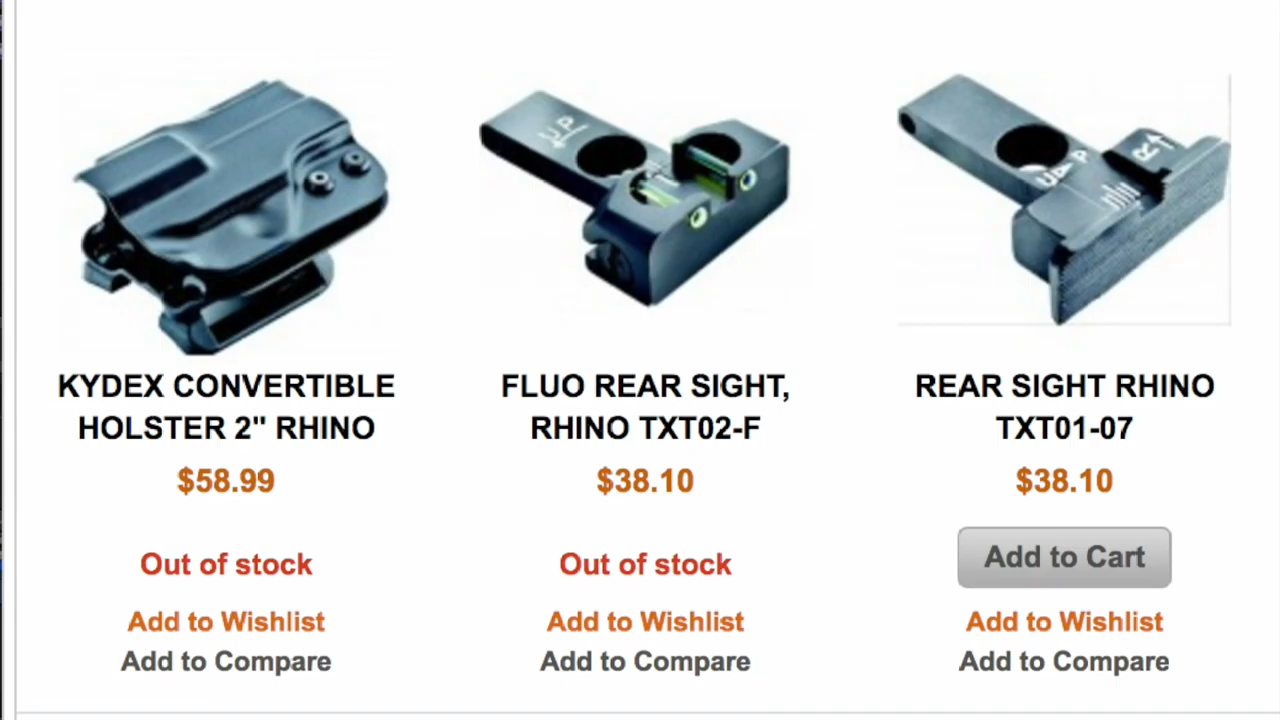 UP
UP
R
KYDEX CONVERTIBLE
HOLSTER 2" RHINO
$58.99
Out of stock
Add to Wishlist
Add to Compare
FLUO REAR SIGHT,
RHINO TXT02-F
$38.10
Out of stock
Add to Wishlist
Add to Compare
REAR SIGHT RHINO
TXT01-07
$38.10
Add to Cart
Add to Wishlist
Add to Compare